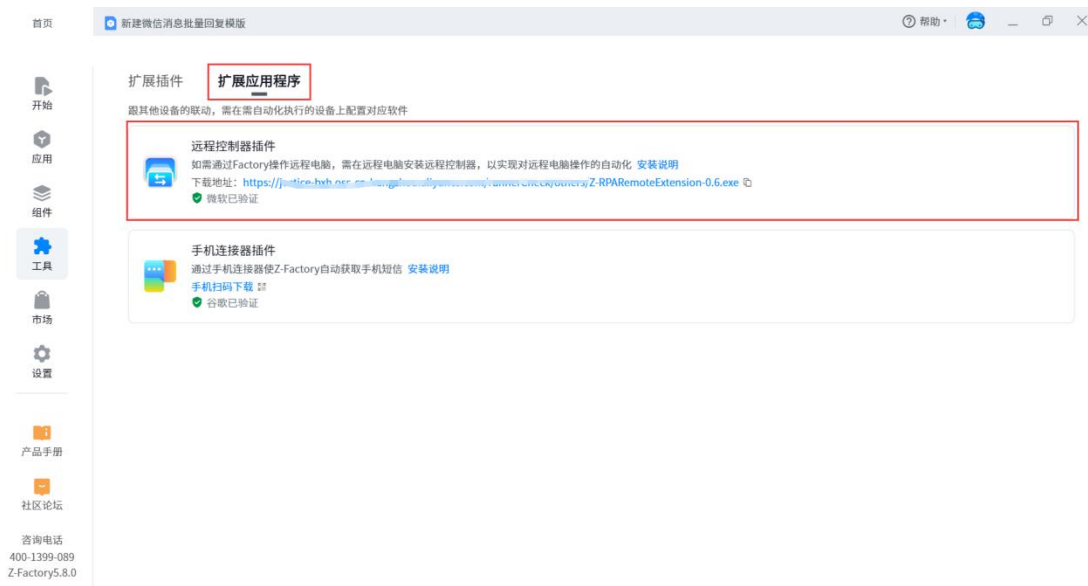 首页
新建微信消息批量回复模版
帮助
开始
应用
组件
工具
市场
设置
产品手册
社区论坛
咨询电话
400-1399-089
Z-Factory5.8.0
扩展插件 扩展应用程序
跟其他设备的联动，需在需自动化执行的设备上配置对应软件
远程控制器插件
如需通过Factory操作远程电脑，需在远程电脑安装远程控制器，以实现对远程电脑操作的自动化 安装说明
下载地址：https:// Z-RPARemoteExtension-0.6.exe
微软已验证
手机连接器插件
通过手机连接器使Z-Factory自动获取手机短信 安装说明
手机扫码下载
谷歌已验证